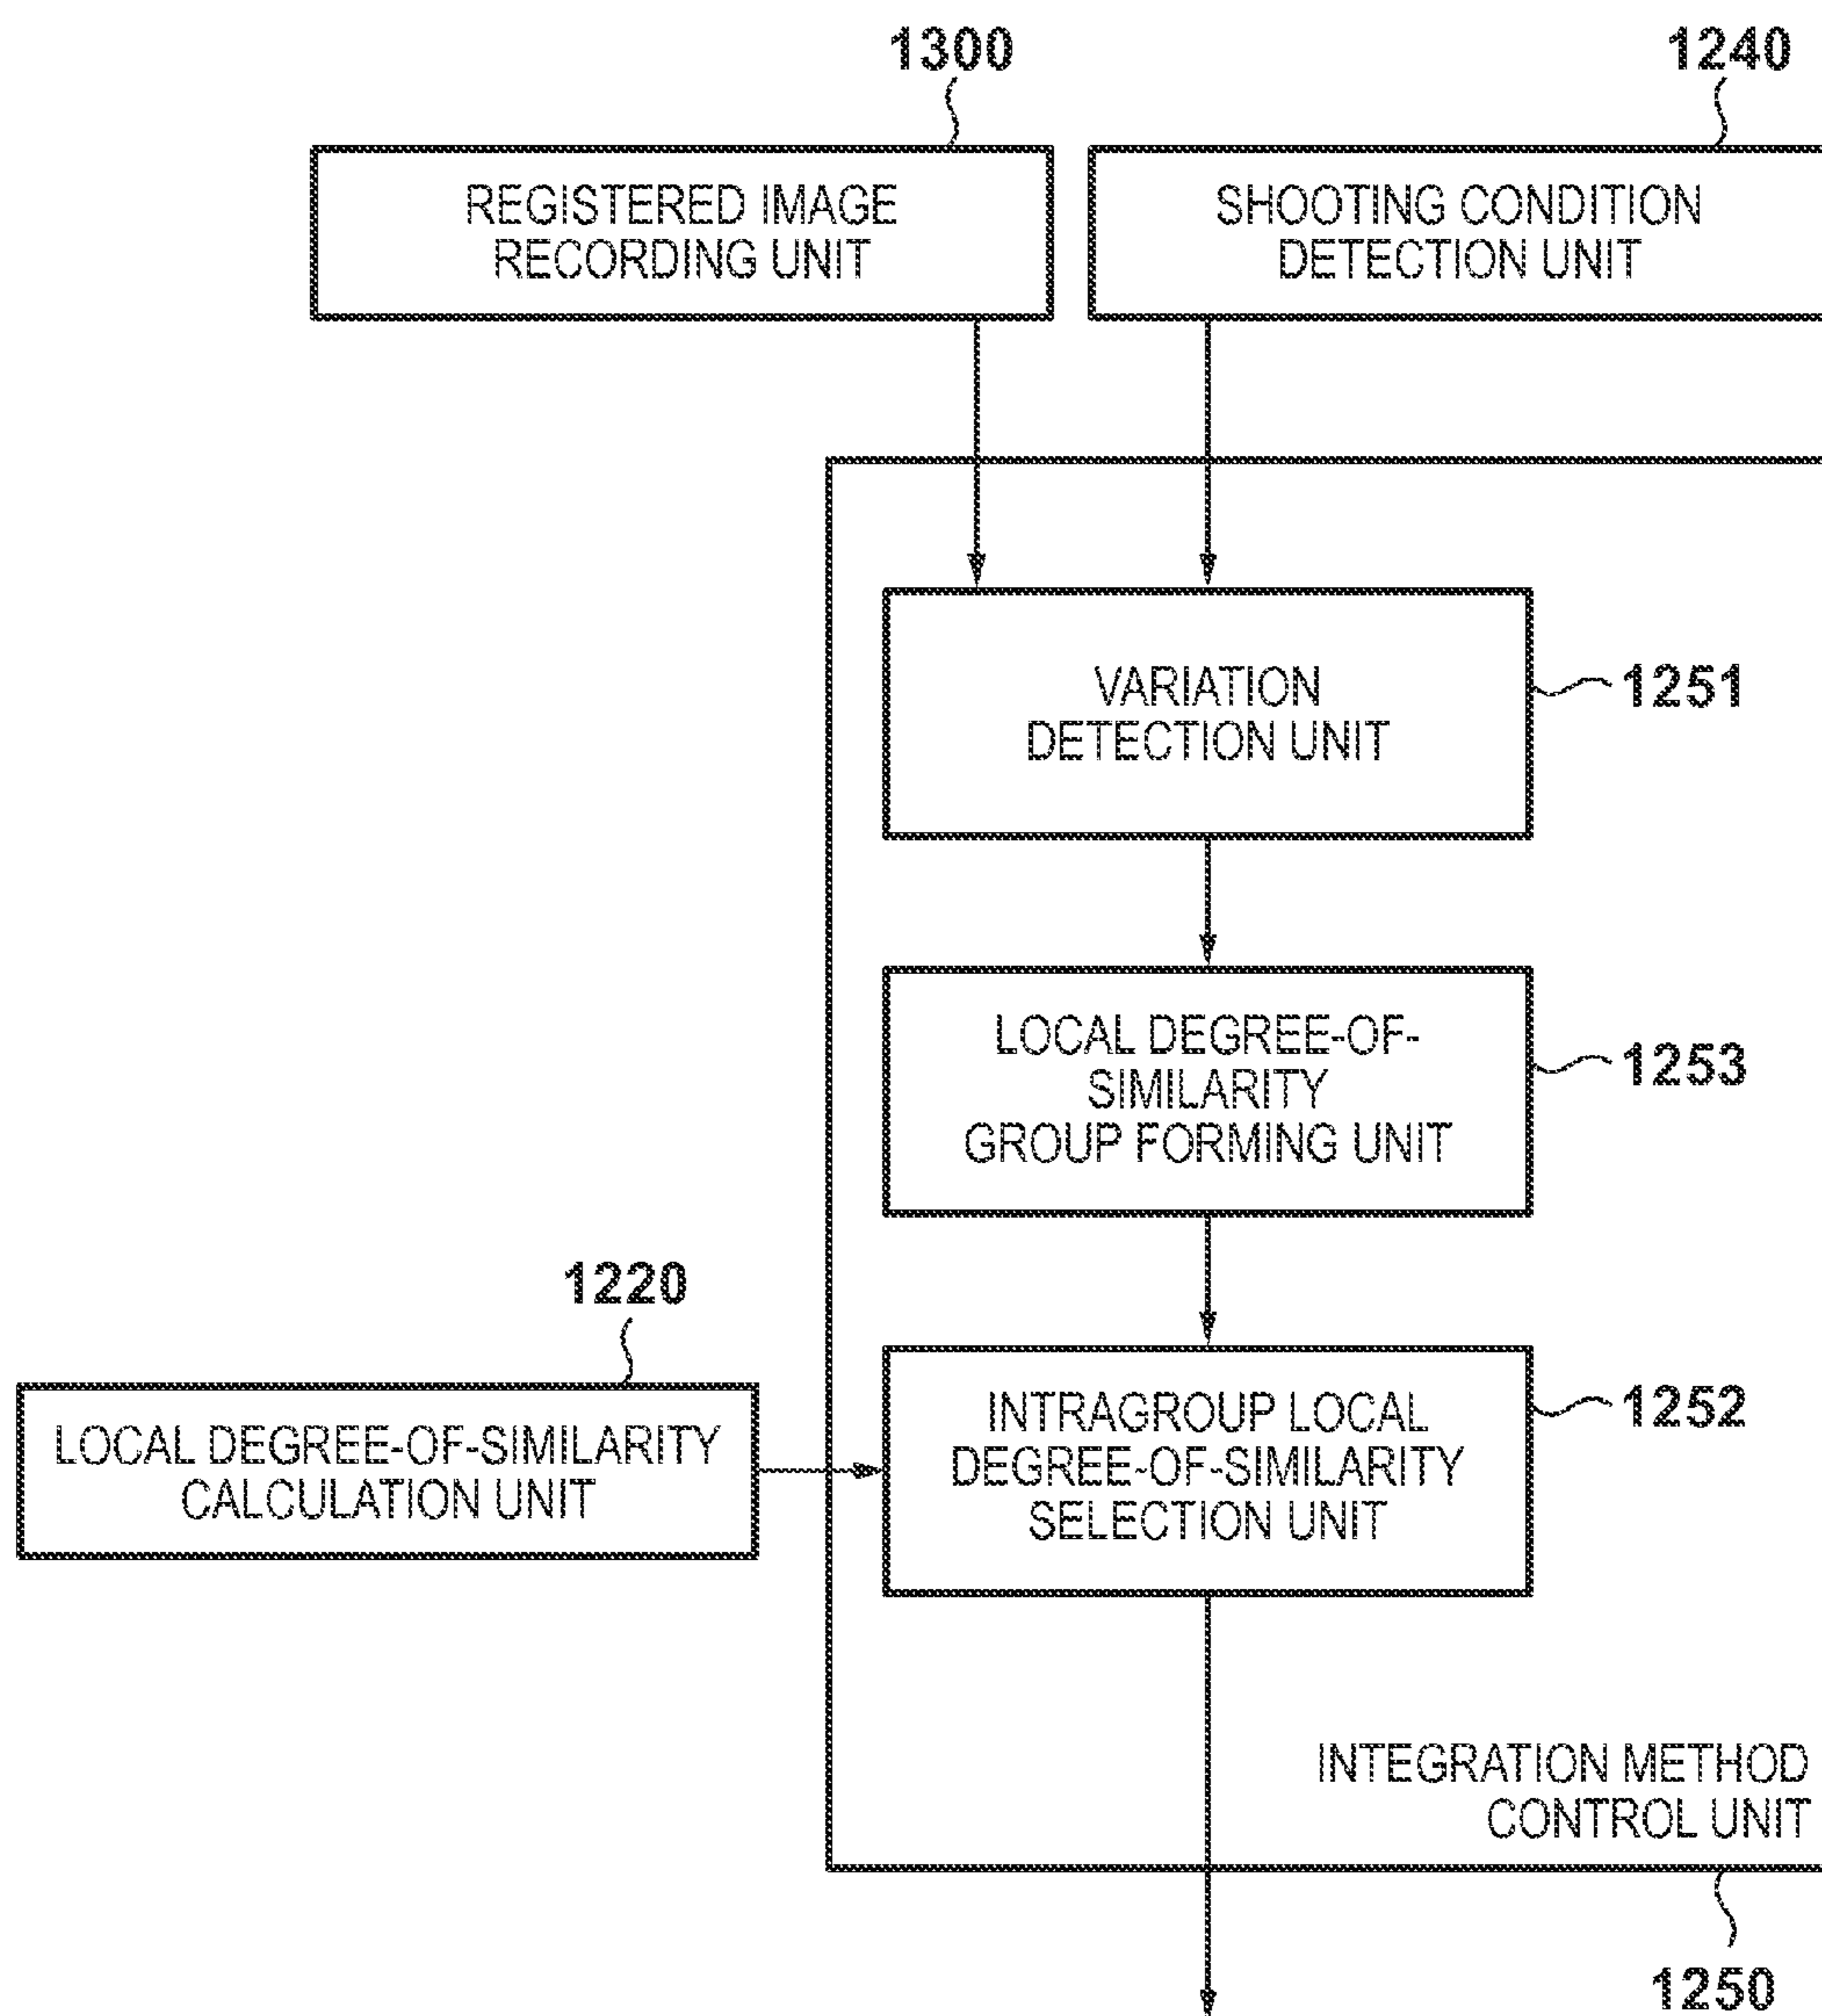 1300
1240
REGISTERED IMAGE
RECORDING UNIT
SHOOTING CONDITION
DETECTION UNIT
VARIATION
DETECTION UNIT
1251
LOCAL DEGREE-OF-
SIMILARITY
GROUP FORMING UNIT
1253
1220
LOCAL DEGREE-OF-SIMILARITY
CALCULATION UNIT
INTRAGROUP LOCAL
DEGREE-OF-SIMILARITY
SELECTION UNIT
1252
INTEGRATION METHOD
CONTROL UNIT
1250